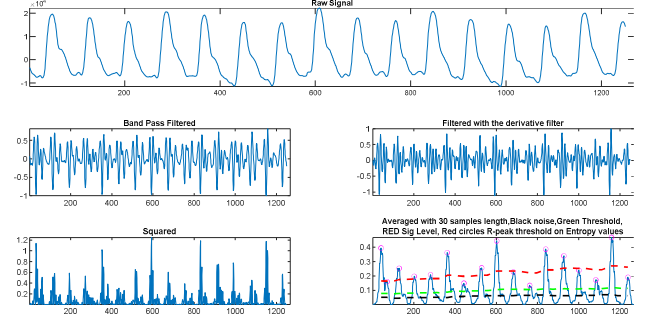 Raw Signal
×10⁴
2
1
0
-1
200 400 600 800 1000 1200
Band Pass Filtered
0.5
0
-0.5
-1
200 400 600 800 1000 1200
Filtered with the derivative filter
0.5
0
-0.5
-1
200 400 600 800 1000 1200
Squared
1.2
1
0.8
0.6
0.4
0.2
200 400 600 800 1000 1200
Averaged with 30 samples length,Black noise,Green Threshold,
RED Sig Level, Red circles R-peak threshold on Entropy values
0.4
0.3
0.2
0.1
200 400 600 800 1000 1200